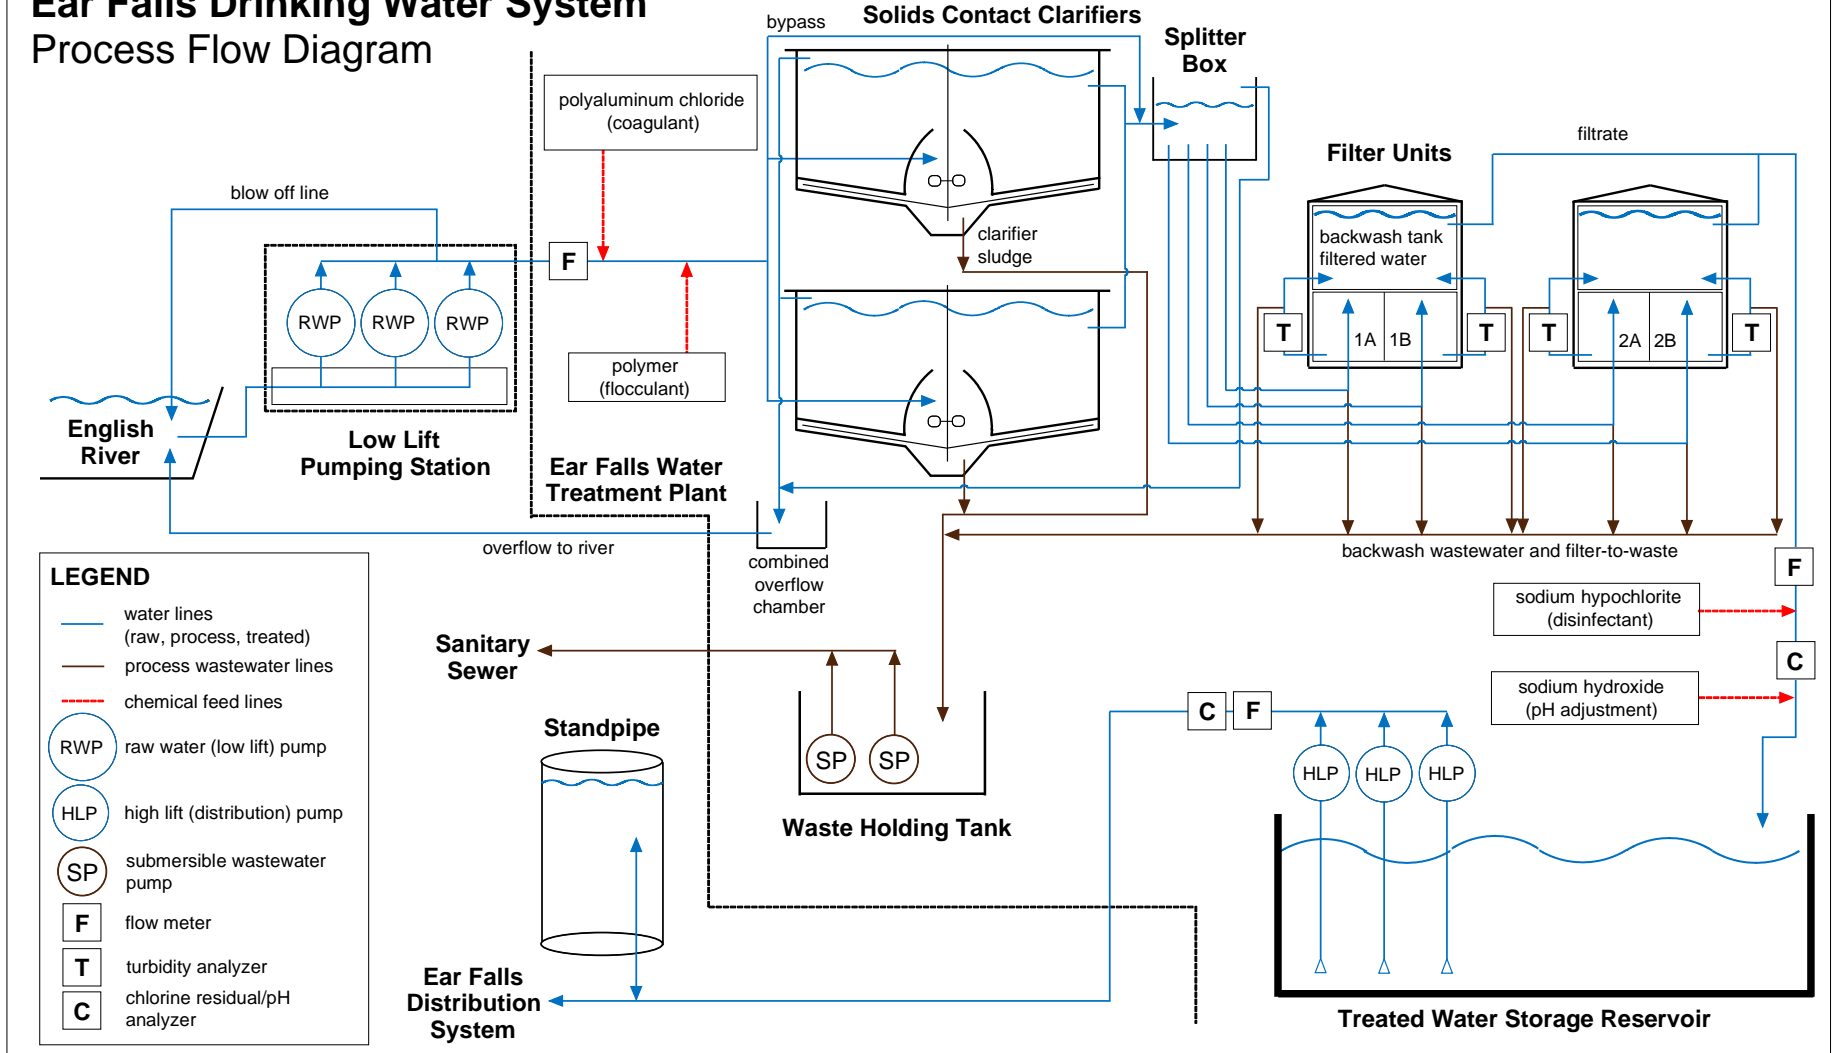 Ear Falls Drinking Water System
Process Flow Diagram
bypass
Solids Contact Clarifiers
Splitter
Box
polyaluminum chloride
(coagulant)
filtrate
Filter Units
blow off line
backwash tank
filtered water
clarifier
sludge
F
RWP
RWP
RWP
T
1A
1B
T
T
2A
2B
T
polymer
(flocculant)
English
River
Low Lift
Pumping Station
Ear Falls Water
Treatment Plant
overflow to river
combined
overflow
chamber
backwash wastewater and filter-to-waste
F
sodium hypochlorite
(disinfectant)
C
sodium hydroxide
(pH adjustment)
Sanitary
Sewer
SP
SP
Waste Holding Tank
C
F
HLP
HLP
HLP
Standpipe
Ear Falls
Distribution
System
Treated Water Storage Reservoir
LEGEND
water lines
(raw, process, treated)
process wastewater lines
chemical feed lines
RWP
raw water (low lift) pump
HLP
high lift (distribution) pump
SP
submersible wastewater
pump
F
flow meter
T
turbidity analyzer
C
chlorine residual/pH
analyzer